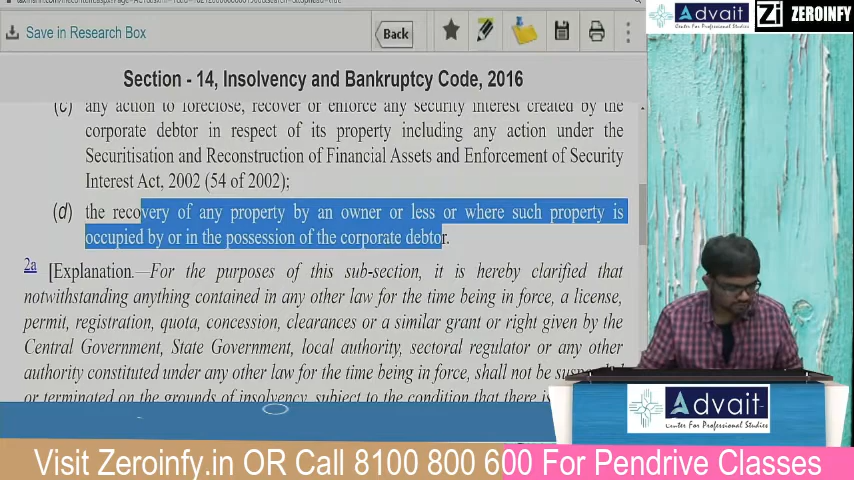 Save in Research Box
Back
Section - 14, Insolvency and Bankruptcy Code, 2016
(c) any action to foreclose, recover or enforce any security interest created by the
corporate debtor in respect of its property including any action under the
Securitisation and Reconstruction of Financial Assets and Enforcement of Security
Interest Act, 2002 (54 of 2002);
(d) the recovery of any property by an owner or less or where such property is
occupied by or in the possession of the corporate debtor.
2a [Explanation.—For the purposes of this sub-section, it is hereby clarified that
notwithstanding anything contained in any other law for the time being in force, a license,
permit, registration, quota, concession, clearances or a similar grant or right given by the
Central Government, State Government, local authority, sectoral regulator or any other
authority constituted under any other law for the time being in force, shall not be
or terminated on the grounds of insolvency, subject to the condition that there is
Advait
Center For Professional Studies
Zi ZEROINFY
Advait
Center For Professional Studies
Visit Zeroinfy.in OR Call 8100 800 600 For Pendrive Classes